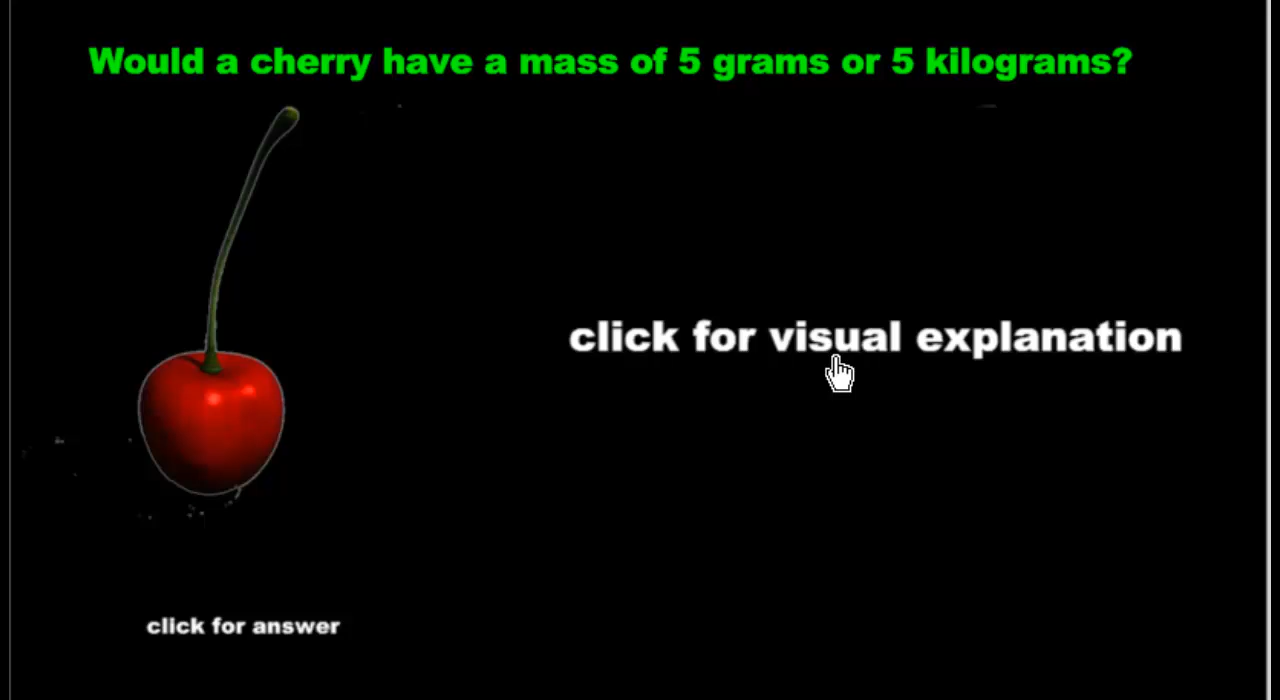 Would a cherry have a mass of 5 grams or 5 kilograms?
click for visual explanation
click for answer